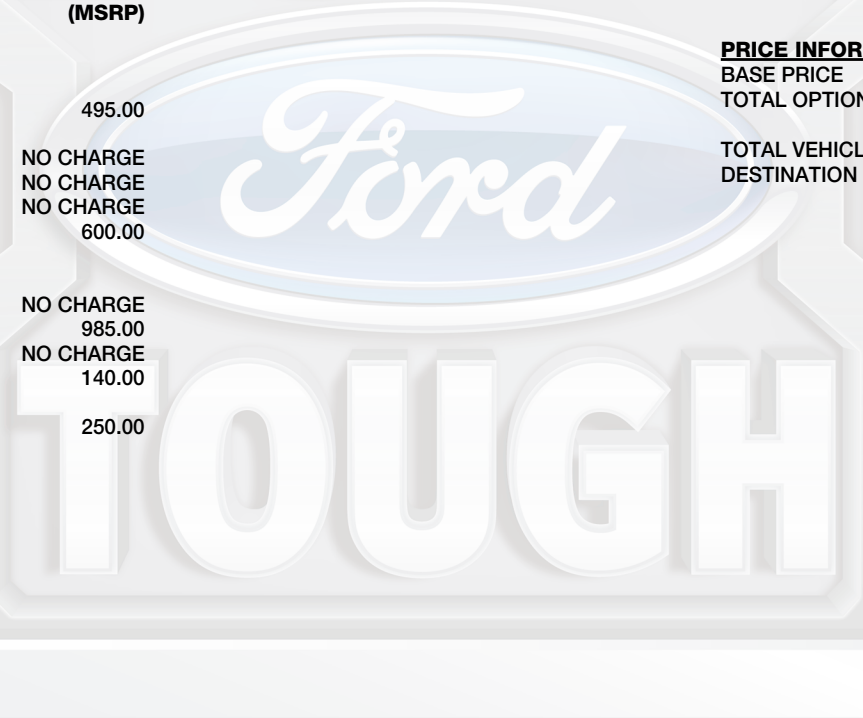 (MSRP)
495.00
NO CHARGE
NO CHARGE
NO CHARGE
600.00
NO CHARGE
985.00
NO CHARGE
140.00
250.00
PRICE INFOR
BASE PRICE
TOTAL OPTION
TOTAL VEHICL
DESTINATION
Ford
TOUGH